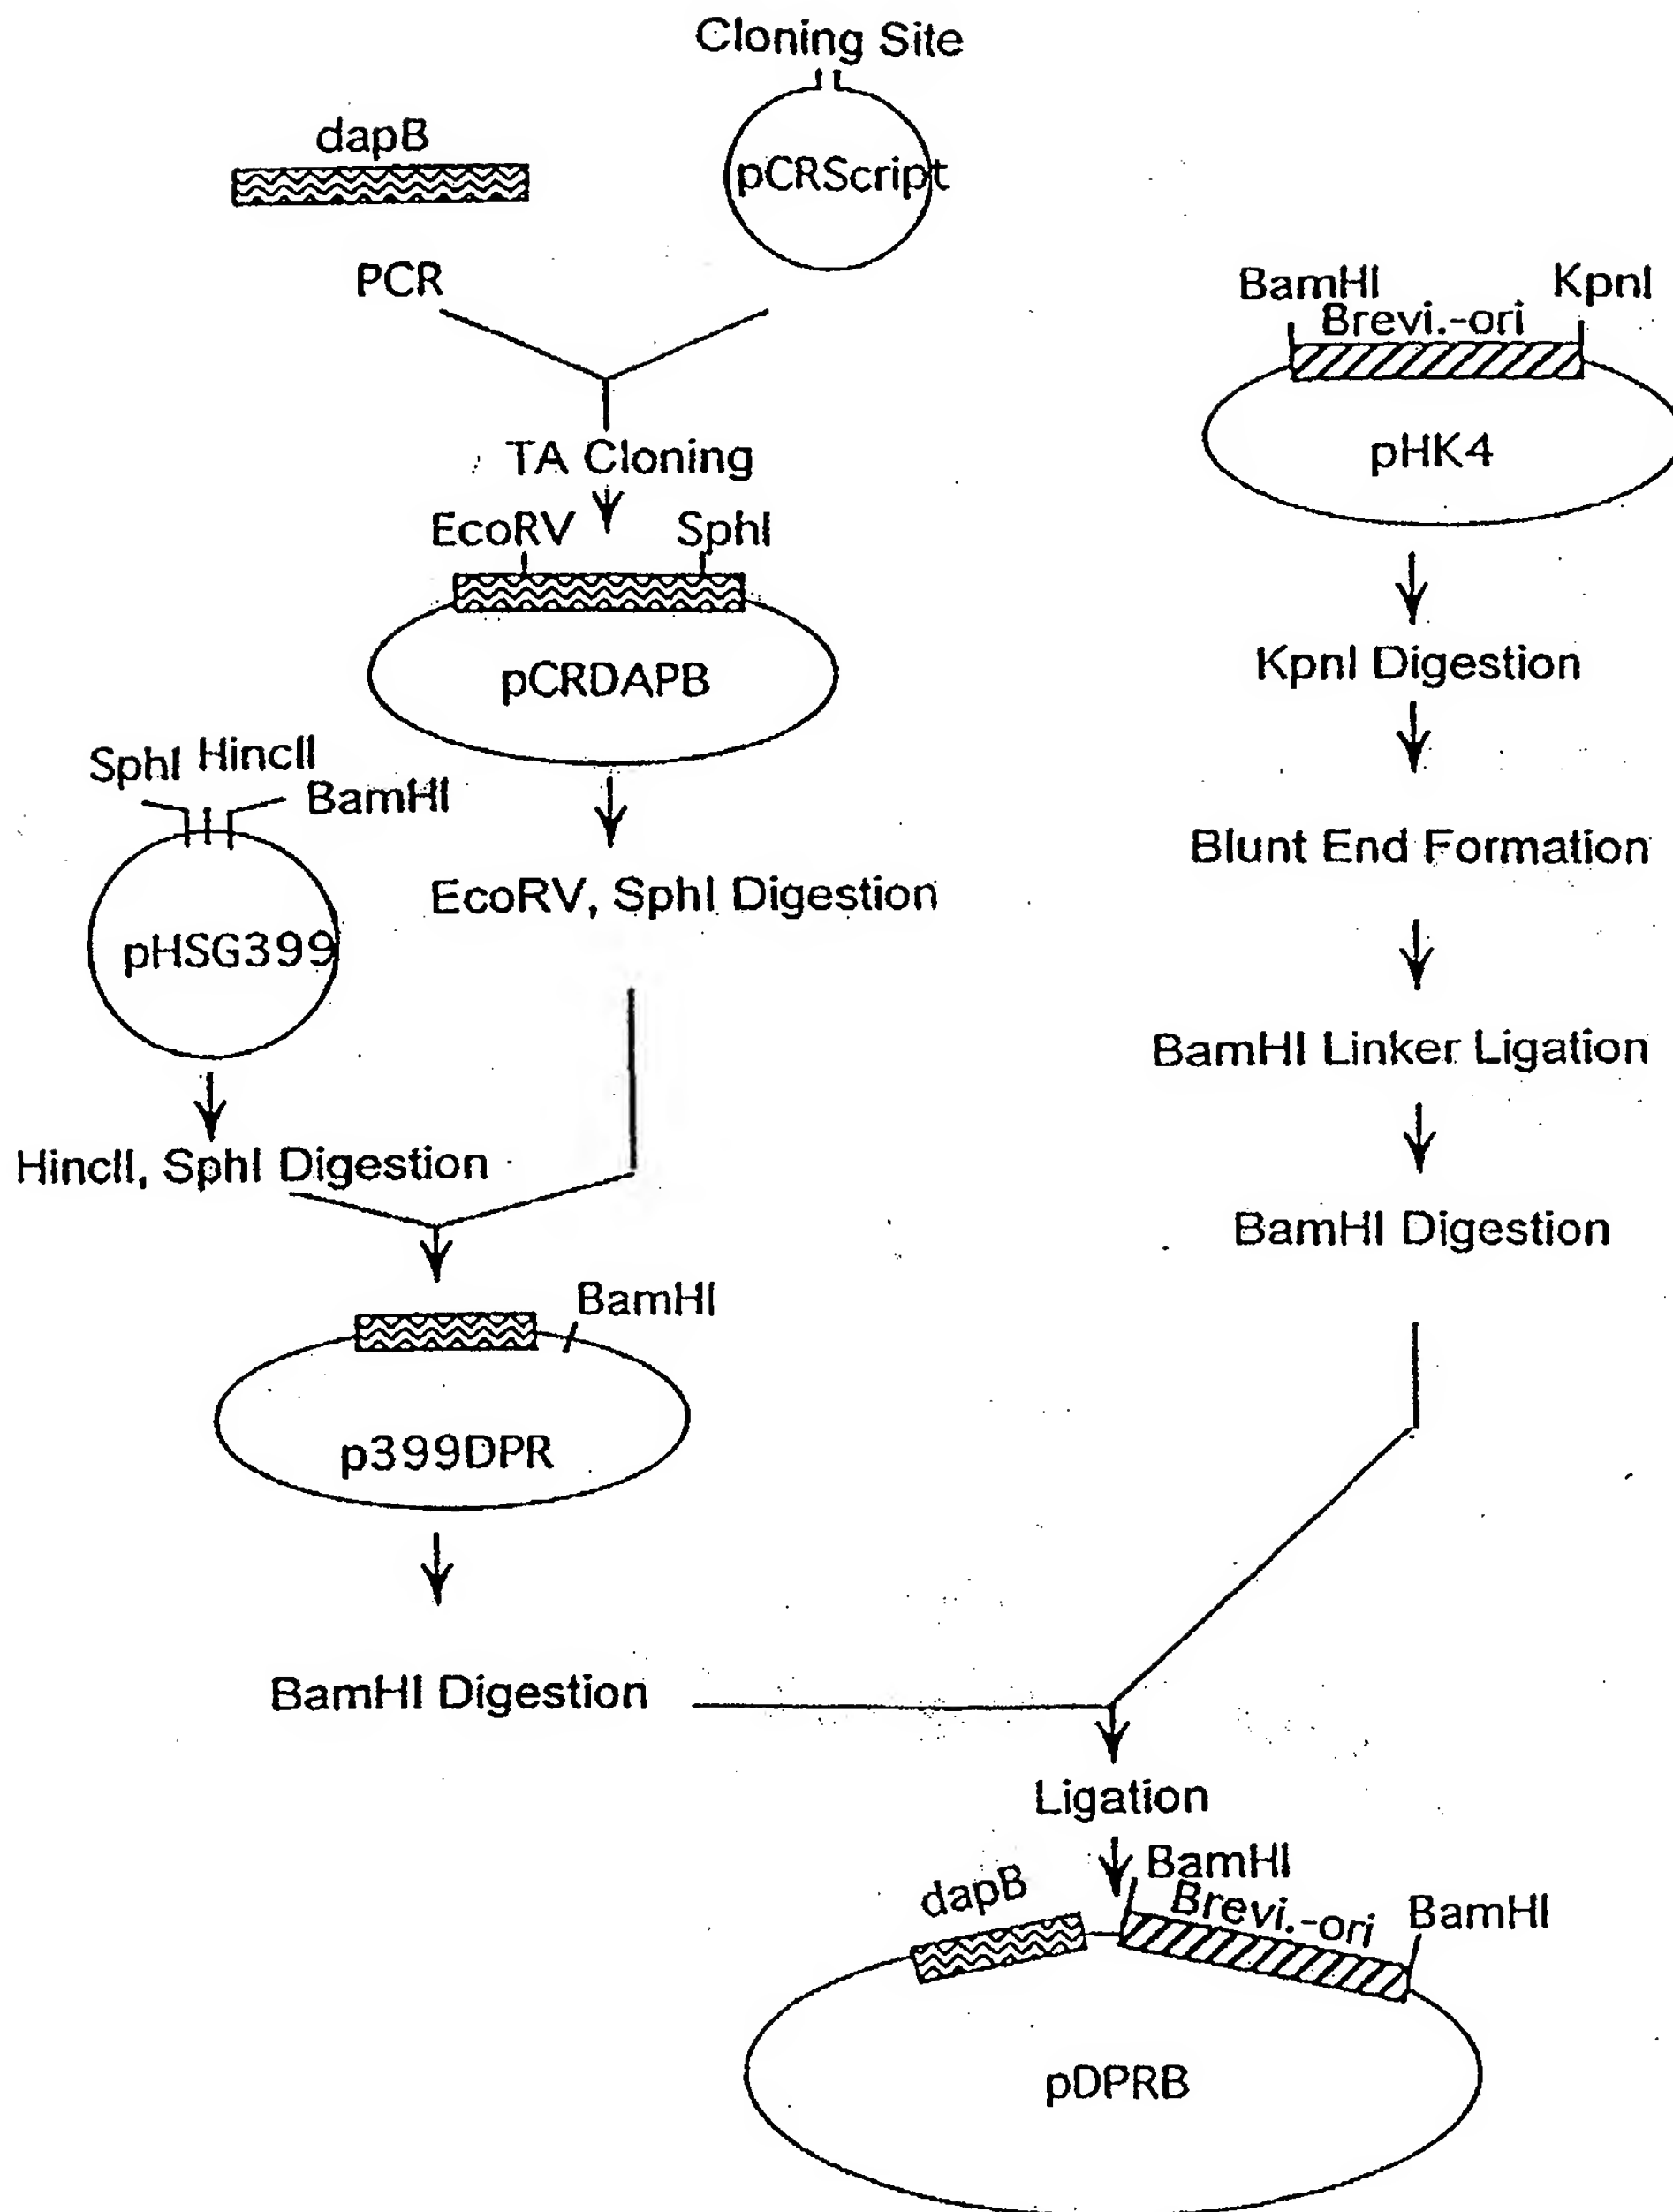 Cloning Site
dapB
pCRScript
PCR
BamHI
KpnI
Brevi.-ori
pHK4
TA Cloning
EcoRV
SphI
pCRDAPB
KpnI Digestion
SphI
HincII
BamHI
Blunt End Formation
EcoRV, SphI Digestion
pHSG399
BamHI Linker Ligation
HincII, SphI Digestion
BamHI Digestion
BamHI
p399DPR
BamHI Digestion
Ligation
dapB
BamHI
Brevi.-ori
BamHI
pDPRB